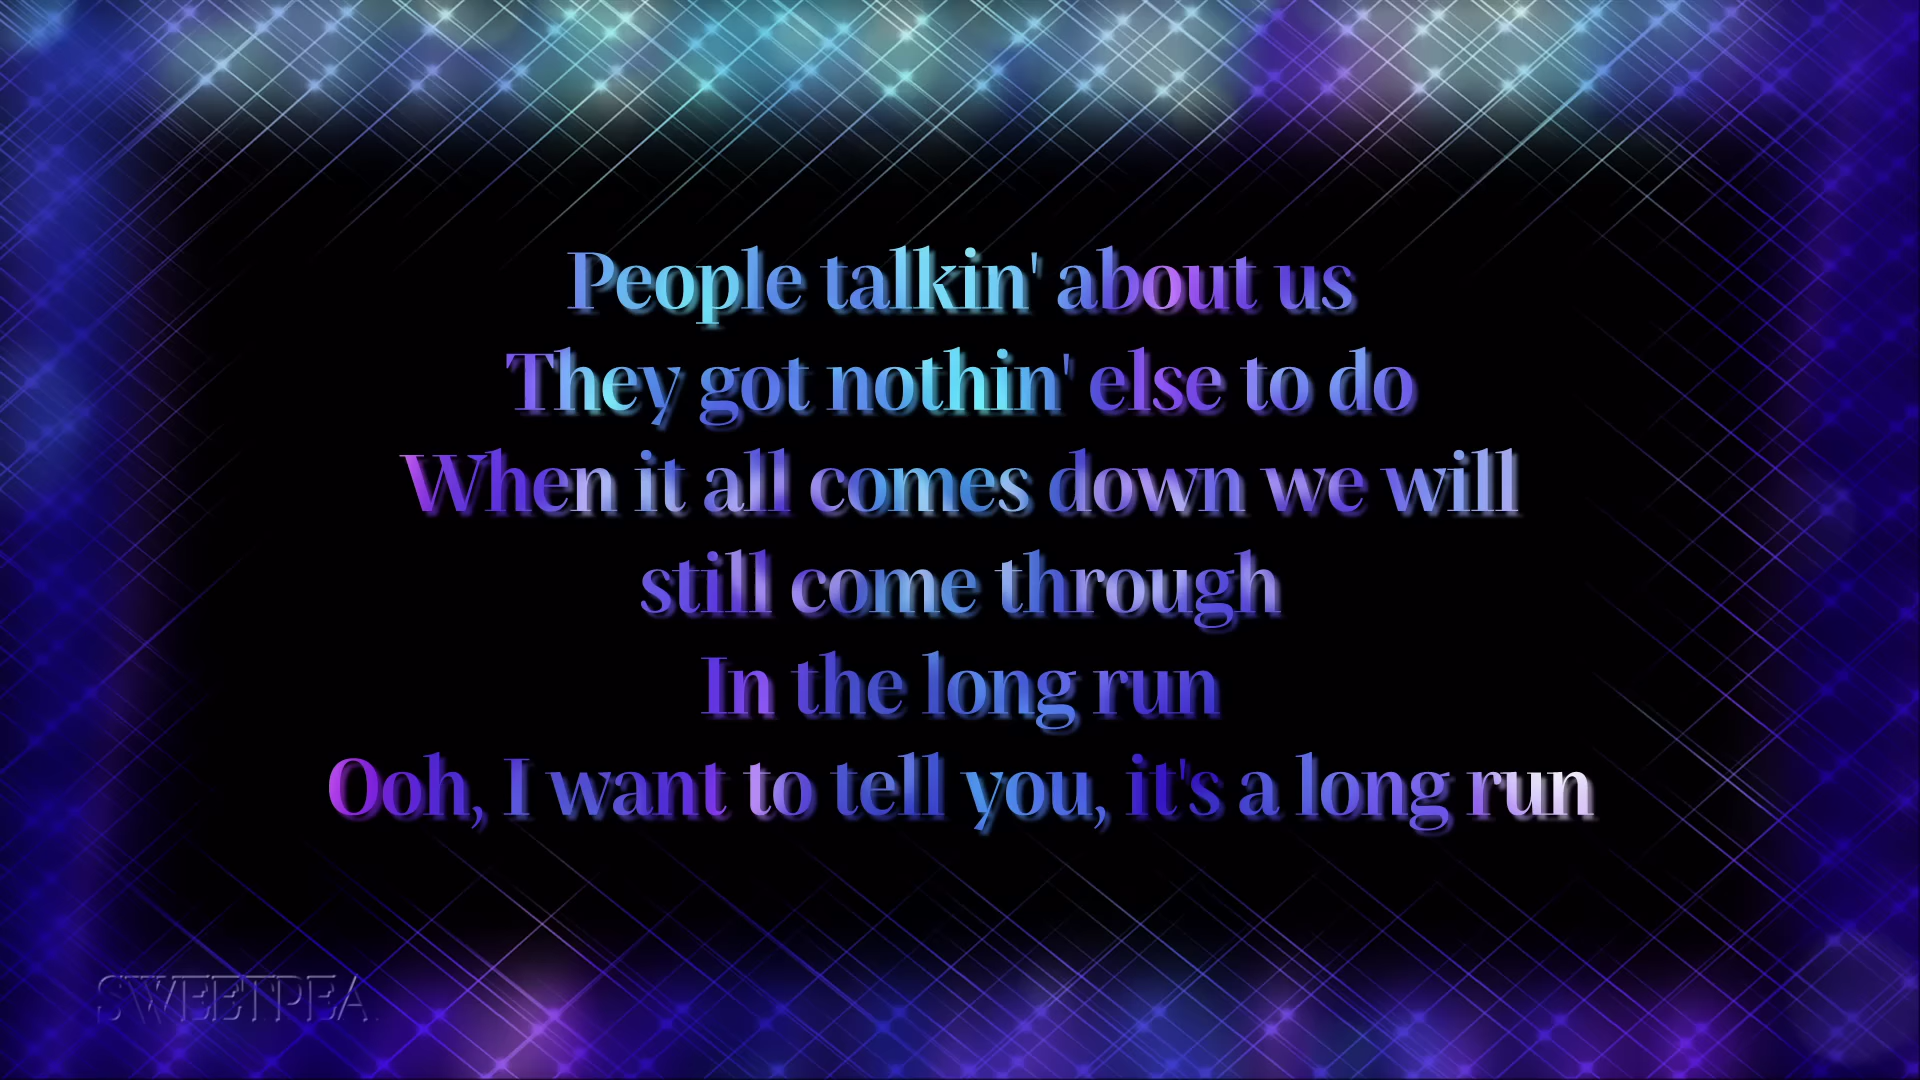 People talkin' about us
They got nothin' else to do
When it all comes down we will
still come through
In the long run
Ooh, I want to tell you, it's a long run
SWEETPEA